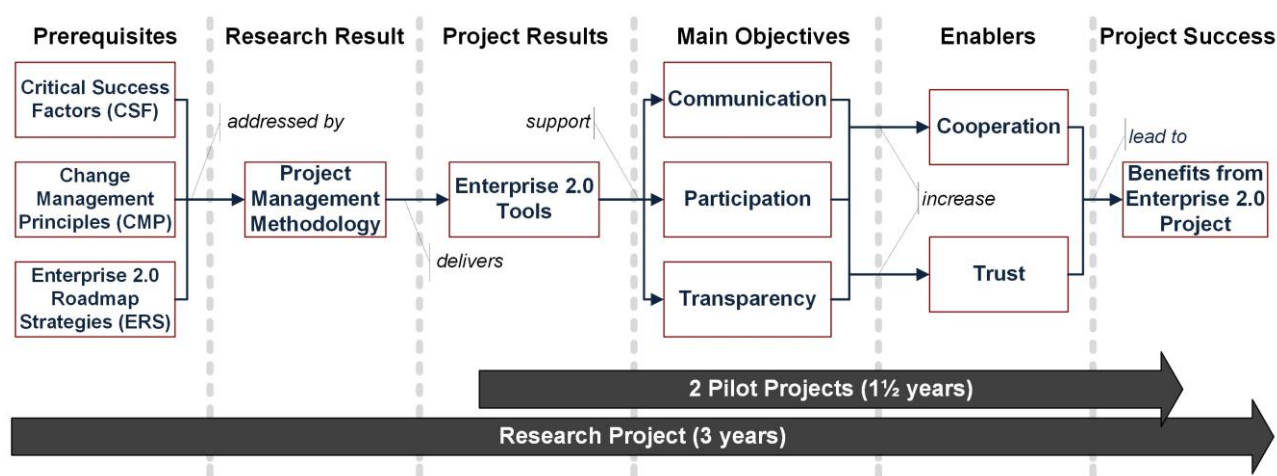 Prerequisites
Research Result
Project Results
Main Objectives
Enablers
Project Success
Critical Success
Factors (CSF)
addressed by
Change
Management
Principles (CMP)
Enterprise 2.0
Roadmap
Strategies (ERS)
Project
Management
Methodology
delivers
Enterprise 2.0
Tools
support
Communication
Participation
Transparency
increase
Cooperation
Trust
lead to
Benefits from
Enterprise 2.0
Project
2 Pilot Projects (1½ years)
Research Project (3 years)